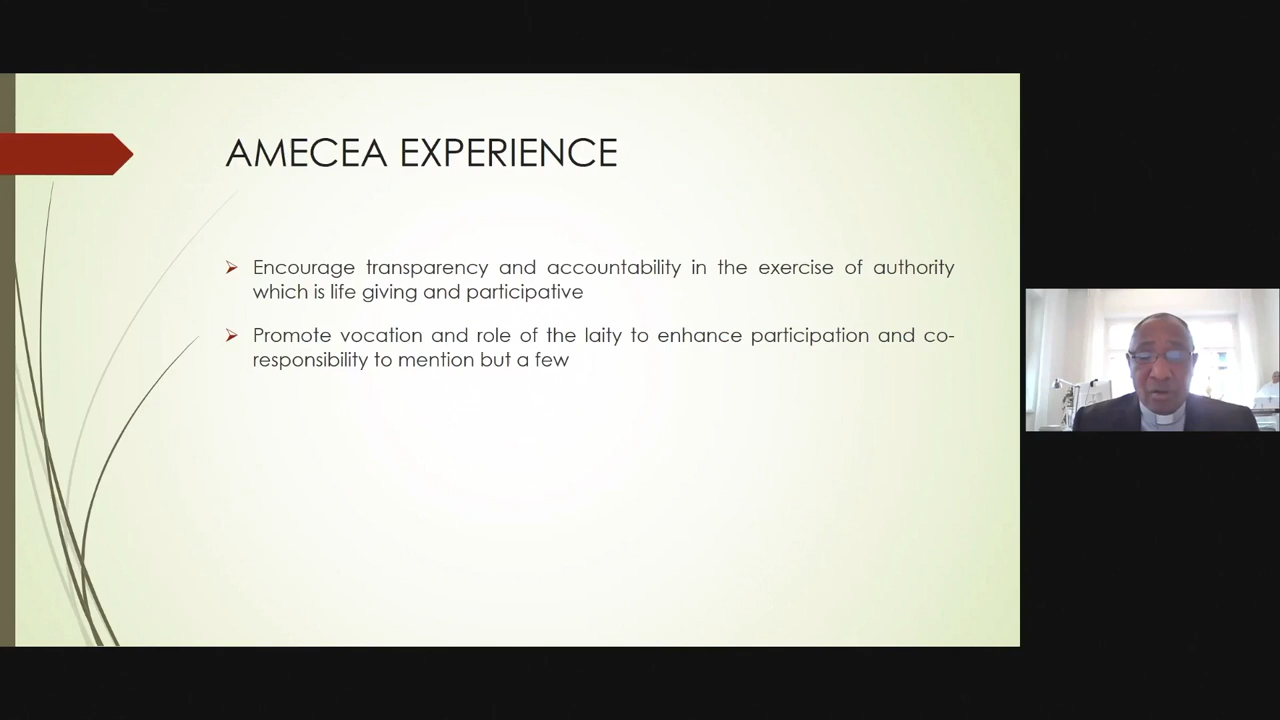 AMECEA EXPERIENCE
Encourage transparency and accountability in the exercise of authority
which is life giving and participative
Promote vocation and role of the laity to enhance participation and co-
responsibility to mention but a few